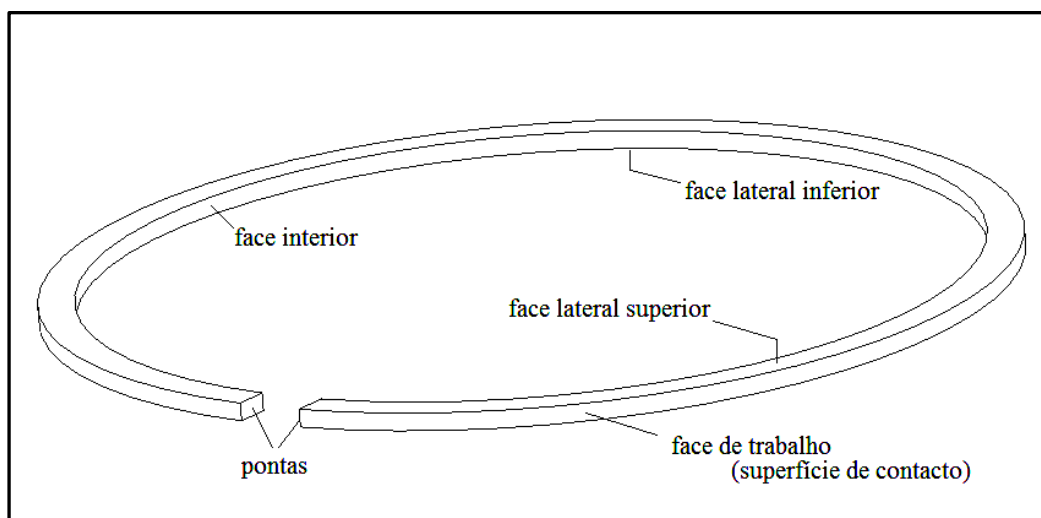 face lateral inferior
face interior
face lateral superior
face de trabalho
(superfície de contacto)
pontas